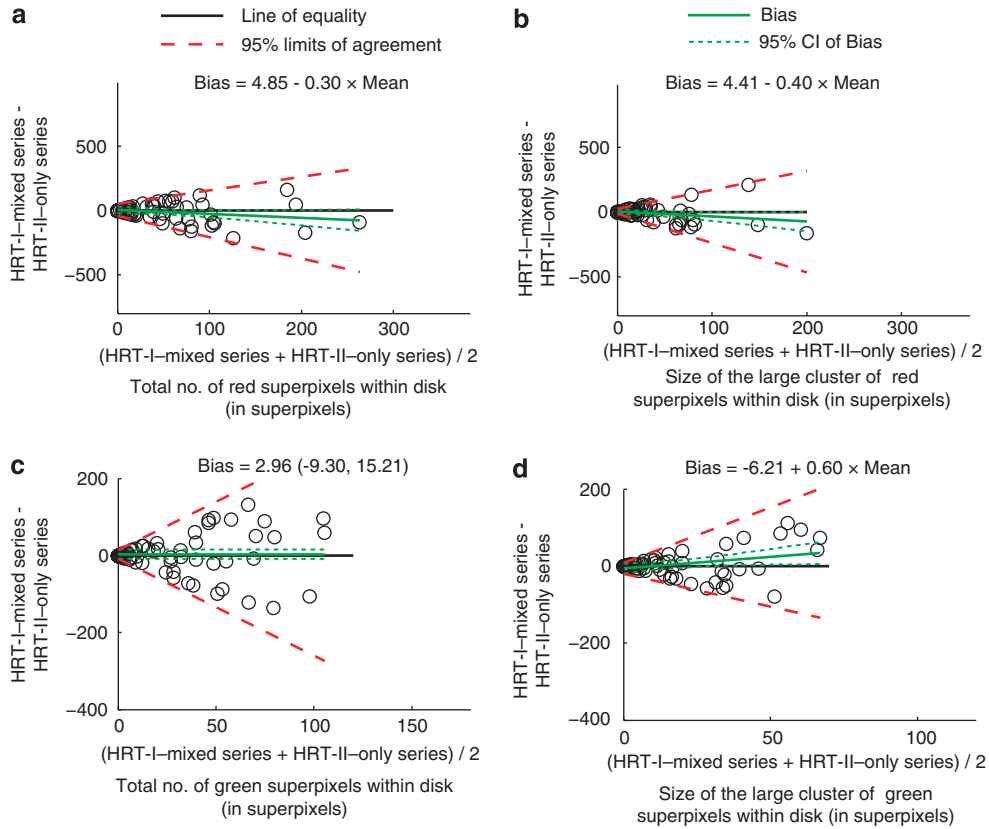 a
Line of equality
95% limits of agreement
Bias = 4.85 - 0.30 × Mean
HRT-I–mixed series -
HRT-II–only series
500
0
−500
0
100
200
300
(HRT-I–mixed series + HRT-II–only series) / 2
Total no. of red superpixels within disk
(in superpixels)
b
Bias
95% CI of Bias
Bias = 4.41 - 0.40 × Mean
HRT-I–mixed series -
HRT-II–only series
500
0
−500
0
100
200
300
(HRT-I–mixed series + HRT-II–only series) / 2
Size of the large cluster of red
superpixels within disk (in superpixels)
c
Bias = 2.96 (-9.30, 15.21)
HRT-I–mixed series -
HRT-II–only series
200
0
−200
−400
0
50
100
150
(HRT-I–mixed series + HRT-II–only series) / 2
Total no. of green superpixels within disk
(in superpixels)
d
Bias = -6.21 + 0.60 × Mean
HRT-I–mixed series -
HRT-II–only series
200
0
−200
−400
0
50
100
(HRT-I–mixed series + HRT-II–only series) / 2
Size of the large cluster of green
superpixels within disk (in superpixels)